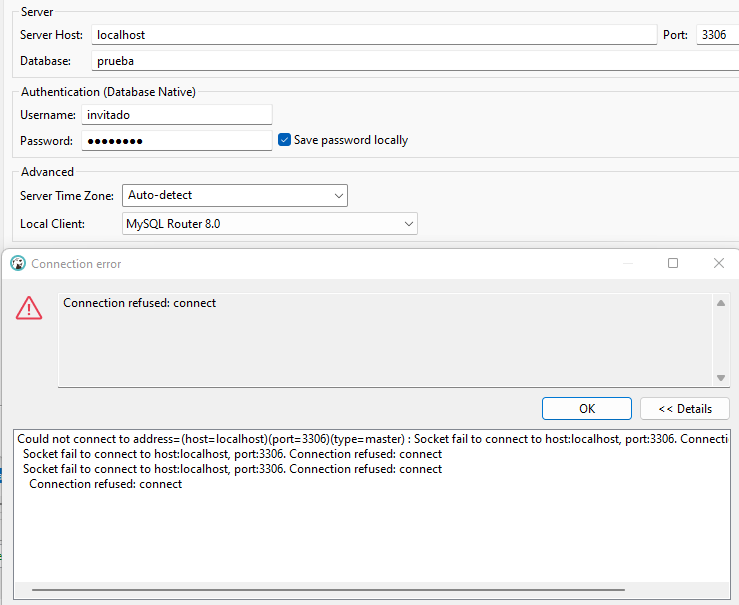 Server
Server Host: localhost Port: 3306
Database: prueba
Authentication (Database Native)
Username: invitado
Password: ●●●●●●●● Save password locally
Advanced
Server Time Zone: Auto-detect
Local Client: MySQL Router 8.0
Connection error
Connection refused: connect
OK << Details
Could not connect to address=(host=localhost)(port=3306)(type=master) : Socket fail to connect to host:localhost, port:3306. Connecti
Socket fail to connect to host:localhost, port:3306. Connection refused: connect
Socket fail to connect to host:localhost, port:3306. Connection refused: connect
Connection refused: connect